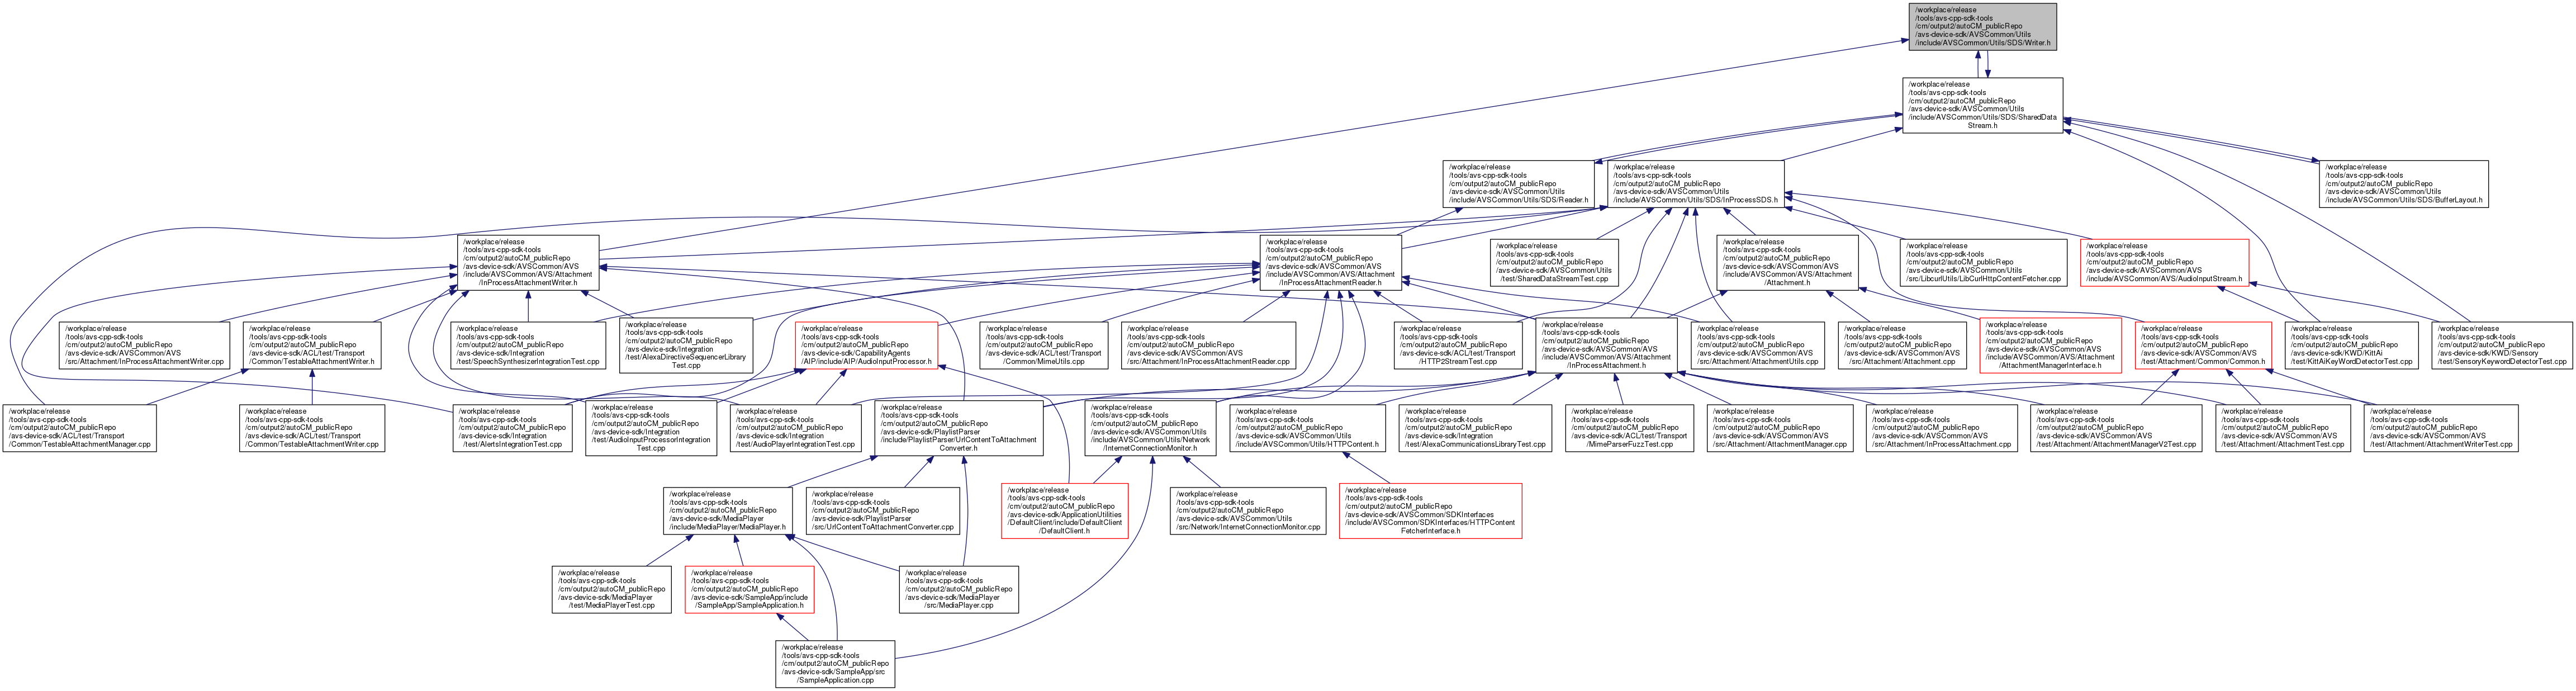 /workplace/release
/tools/avs-cpp-sdk-tools
/cm/output2/autoCM_publicRepo
/avs-device-sdk/AVSCommon/Utils
/include/AVSCommon/Utils/SDS/Writer.h
/workplace/release
/tools/avs-cpp-sdk-tools
/cm/output2/autoCM_publicRepo
/avs-device-sdk/AVSCommon/Utils
/include/AVSCommon/Utils/SDS/SharedData
Stream.h
/workplace/release
/tools/avs-cpp-sdk-tools
/cm/output2/autoCM_publicRepo
/avs-device-sdk/AVSCommon/Utils
/include/AVSCommon/Utils/SDS/Reader.h
/workplace/release
/tools/avs-cpp-sdk-tools
/cm/output2/autoCM_publicRepo
/avs-device-sdk/AVSCommon/Utils
/include/AVSCommon/Utils/SDS/InProcessSDS.h
/workplace/release
/tools/avs-cpp-sdk-tools
/cm/output2/autoCM_publicRepo
/avs-device-sdk/AVSCommon/Utils
/include/AVSCommon/Utils/SDS/BufferLayout.h
/workplace/release
/tools/avs-cpp-sdk-tools
/cm/output2/autoCM_publicRepo
/avs-device-sdk/AVSCommon/AVS
/include/AVSCommon/AVS/Attachment
/InProcessAttachmentWriter.h
/workplace/release
/tools/avs-cpp-sdk-tools
/cm/output2/autoCM_publicRepo
/avs-device-sdk/AVSCommon/AVS
/include/AVSCommon/AVS/Attachment
/InProcessAttachmentReader.h
/workplace/release
/tools/avs-cpp-sdk-tools
/cm/output2/autoCM_publicRepo
/avs-device-sdk/AVSCommon/Utils
/test/SharedDataStreamTest.cpp
/workplace/release
/tools/avs-cpp-sdk-tools
/cm/output2/autoCM_publicRepo
/avs-device-sdk/AVSCommon/AVS
/include/AVSCommon/AVS/Attachment
/Attachment.h
/workplace/release
/tools/avs-cpp-sdk-tools
/cm/output2/autoCM_publicRepo
/avs-device-sdk/AVSCommon/Utils
/src/LibcurlUtils/LibCurlHttpContentFetcher.cpp
/workplace/release
/tools/avs-cpp-sdk-tools
/cm/output2/autoCM_publicRepo
/avs-device-sdk/AVSCommon/AVS
/include/AVSCommon/AVS/AudioInputStream.h
/workplace/release
/tools/avs-cpp-sdk-tools
/cm/output2/autoCM_publicRepo
/avs-device-sdk/AVSCommon/AVS
/src/Attachment/InProcessAttachmentWriter.cpp
/workplace/release
/tools/avs-cpp-sdk-tools
/cm/output2/autoCM_publicRepo
/avs-device-sdk/ACL/test/Transport
/Common/TestableAttachmentWriter.h
/workplace/release
/tools/avs-cpp-sdk-tools
/cm/output2/autoCM_publicRepo
/avs-device-sdk/Integration
/test/SpeechSynthesizerIntegrationTest.cpp
/workplace/release
/tools/avs-cpp-sdk-tools
/cm/output2/autoCM_publicRepo
/avs-device-sdk/Integration
/test/AlexaDirectiveSequencerLibrary
Test.cpp
/workplace/release
/tools/avs-cpp-sdk-tools
/cm/output2/autoCM_publicRepo
/avs-device-sdk/CapabilityAgents
/AIP/include/AIP/AudioInputProcessor.h
/workplace/release
/tools/avs-cpp-sdk-tools
/cm/output2/autoCM_publicRepo
/avs-device-sdk/ACL/test/Transport
/Common/MimeUtils.cpp
/workplace/release
/tools/avs-cpp-sdk-tools
/cm/output2/autoCM_publicRepo
/avs-device-sdk/AVSCommon/AVS
/src/Attachment/InProcessAttachmentReader.cpp
/workplace/release
/tools/avs-cpp-sdk-tools
/cm/output2/autoCM_publicRepo
/avs-device-sdk/ACL/test/Transport
/HTTP2StreamTest.cpp
/workplace/release
/tools/avs-cpp-sdk-tools
/cm/output2/autoCM_publicRepo
/avs-device-sdk/AVSCommon/AVS
/include/AVSCommon/AVS/Attachment
/InProcessAttachment.h
/workplace/release
/tools/avs-cpp-sdk-tools
/cm/output2/autoCM_publicRepo
/avs-device-sdk/AVSCommon/AVS
/src/Attachment/AttachmentUtils.cpp
/workplace/release
/tools/avs-cpp-sdk-tools
/cm/output2/autoCM_publicRepo
/avs-device-sdk/AVSCommon/AVS
/src/Attachment/Attachment.cpp
/workplace/release
/tools/avs-cpp-sdk-tools
/cm/output2/autoCM_publicRepo
/avs-device-sdk/AVSCommon/AVS
/include/AVSCommon/AVS/Attachment
/AttachmentManagerInterface.h
/workplace/release
/tools/avs-cpp-sdk-tools
/cm/output2/autoCM_publicRepo
/avs-device-sdk/AVSCommon/AVS
/test/Attachment/Common/Common.h
/workplace/release
/tools/avs-cpp-sdk-tools
/cm/output2/autoCM_publicRepo
/avs-device-sdk/KWD/KittAi
/test/KittAiKeyWordDetectorTest.cpp
/workplace/release
/tools/avs-cpp-sdk-tools
/cm/output2/autoCM_publicRepo
/avs-device-sdk/KWD/Sensory
/test/SensoryKeywordDetectorTest.cpp
/workplace/release
/tools/avs-cpp-sdk-tools
/cm/output2/autoCM_publicRepo
/avs-device-sdk/ACL/test/Transport
/Common/TestableAttachmentManager.cpp
/workplace/release
/tools/avs-cpp-sdk-tools
/cm/output2/autoCM_publicRepo
/avs-device-sdk/ACL/test/Transport
/Common/TestableAttachmentWriter.cpp
/workplace/release
/tools/avs-cpp-sdk-tools
/cm/output2/autoCM_publicRepo
/avs-device-sdk/Integration
/test/AlertsIntegrationTest.cpp
/workplace/release
/tools/avs-cpp-sdk-tools
/cm/output2/autoCM_publicRepo
/avs-device-sdk/Integration
/test/AudioInputProcessorIntegration
Test.cpp
/workplace/release
/tools/avs-cpp-sdk-tools
/cm/output2/autoCM_publicRepo
/avs-device-sdk/Integration
/test/AudioPlayerIntegrationTest.cpp
/workplace/release
/tools/avs-cpp-sdk-tools
/cm/output2/autoCM_publicRepo
/avs-device-sdk/PlaylistParser
/include/PlaylistParser/UrlContentToAttachment
Converter.h
/workplace/release
/tools/avs-cpp-sdk-tools
/cm/output2/autoCM_publicRepo
/avs-device-sdk/AVSCommon/Utils
/include/AVSCommon/Utils/Network
/InternetConnectionMonitor.h
/workplace/release
/tools/avs-cpp-sdk-tools
/cm/output2/autoCM_publicRepo
/avs-device-sdk/AVSCommon/Utils
/include/AVSCommon/Utils/HTTPContent.h
/workplace/release
/tools/avs-cpp-sdk-tools
/cm/output2/autoCM_publicRepo
/avs-device-sdk/Integration
/test/AlexaCommunicationsLibraryTest.cpp
/workplace/release
/tools/avs-cpp-sdk-tools
/cm/output2/autoCM_publicRepo
/avs-device-sdk/ACL/test/Transport
/MimeParserFuzzTest.cpp
/workplace/release
/tools/avs-cpp-sdk-tools
/cm/output2/autoCM_publicRepo
/avs-device-sdk/AVSCommon/AVS
/src/Attachment/AttachmentManager.cpp
/workplace/release
/tools/avs-cpp-sdk-tools
/cm/output2/autoCM_publicRepo
/avs-device-sdk/AVSCommon/AVS
/src/Attachment/InProcessAttachment.cpp
/workplace/release
/tools/avs-cpp-sdk-tools
/cm/output2/autoCM_publicRepo
/avs-device-sdk/AVSCommon/AVS
/test/Attachment/AttachmentManagerV2Test.cpp
/workplace/release
/tools/avs-cpp-sdk-tools
/cm/output2/autoCM_publicRepo
/avs-device-sdk/AVSCommon/AVS
/test/Attachment/AttachmentTest.cpp
/workplace/release
/tools/avs-cpp-sdk-tools
/cm/output2/autoCM_publicRepo
/avs-device-sdk/AVSCommon/AVS
/test/Attachment/AttachmentWriterTest.cpp
/workplace/release
/tools/avs-cpp-sdk-tools
/cm/output2/autoCM_publicRepo
/avs-device-sdk/MediaPlayer
/include/MediaPlayer/MediaPlayer.h
/workplace/release
/tools/avs-cpp-sdk-tools
/cm/output2/autoCM_publicRepo
/avs-device-sdk/PlaylistParser
/src/UrlContentToAttachmentConverter.cpp
/workplace/release
/tools/avs-cpp-sdk-tools
/cm/output2/autoCM_publicRepo
/avs-device-sdk/ApplicationUtilities
/DefaultClient/include/DefaultClient
/DefaultClient.h
/workplace/release
/tools/avs-cpp-sdk-tools
/cm/output2/autoCM_publicRepo
/avs-device-sdk/AVSCommon/Utils
/src/Network/InternetConnectionMonitor.cpp
/workplace/release
/tools/avs-cpp-sdk-tools
/cm/output2/autoCM_publicRepo
/avs-device-sdk/AVSCommon/SDKInterfaces
/include/AVSCommon/SDKInterfaces/HTTPContent
FetcherInterface.h
/workplace/release
/tools/avs-cpp-sdk-tools
/cm/output2/autoCM_publicRepo
/avs-device-sdk/MediaPlayer
/test/MediaPlayerTest.cpp
/workplace/release
/tools/avs-cpp-sdk-tools
/cm/output2/autoCM_publicRepo
/avs-device-sdk/SampleApp/include
/SampleApp/SampleApplication.h
/workplace/release
/tools/avs-cpp-sdk-tools
/cm/output2/autoCM_publicRepo
/avs-device-sdk/MediaPlayer
/src/MediaPlayer.cpp
/workplace/release
/tools/avs-cpp-sdk-tools
/cm/output2/autoCM_publicRepo
/avs-device-sdk/SampleApp/src
/SampleApplication.cpp